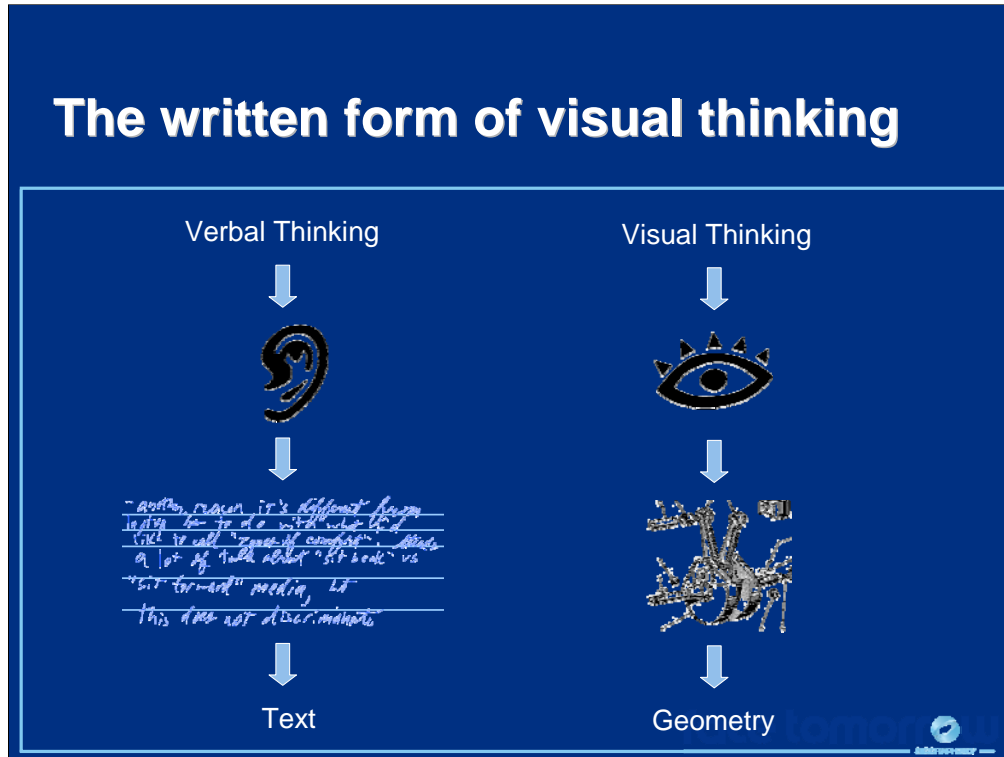 The written form of visual thinking
Verbal Thinking
Visual Thinking
- another reason it's different
to do with what I'd
like to call "zones of comfort".
a lot of talk about "sit back" vs
"sit forward" media, but
this does not discriminate
Text
Geometry
tomorrow